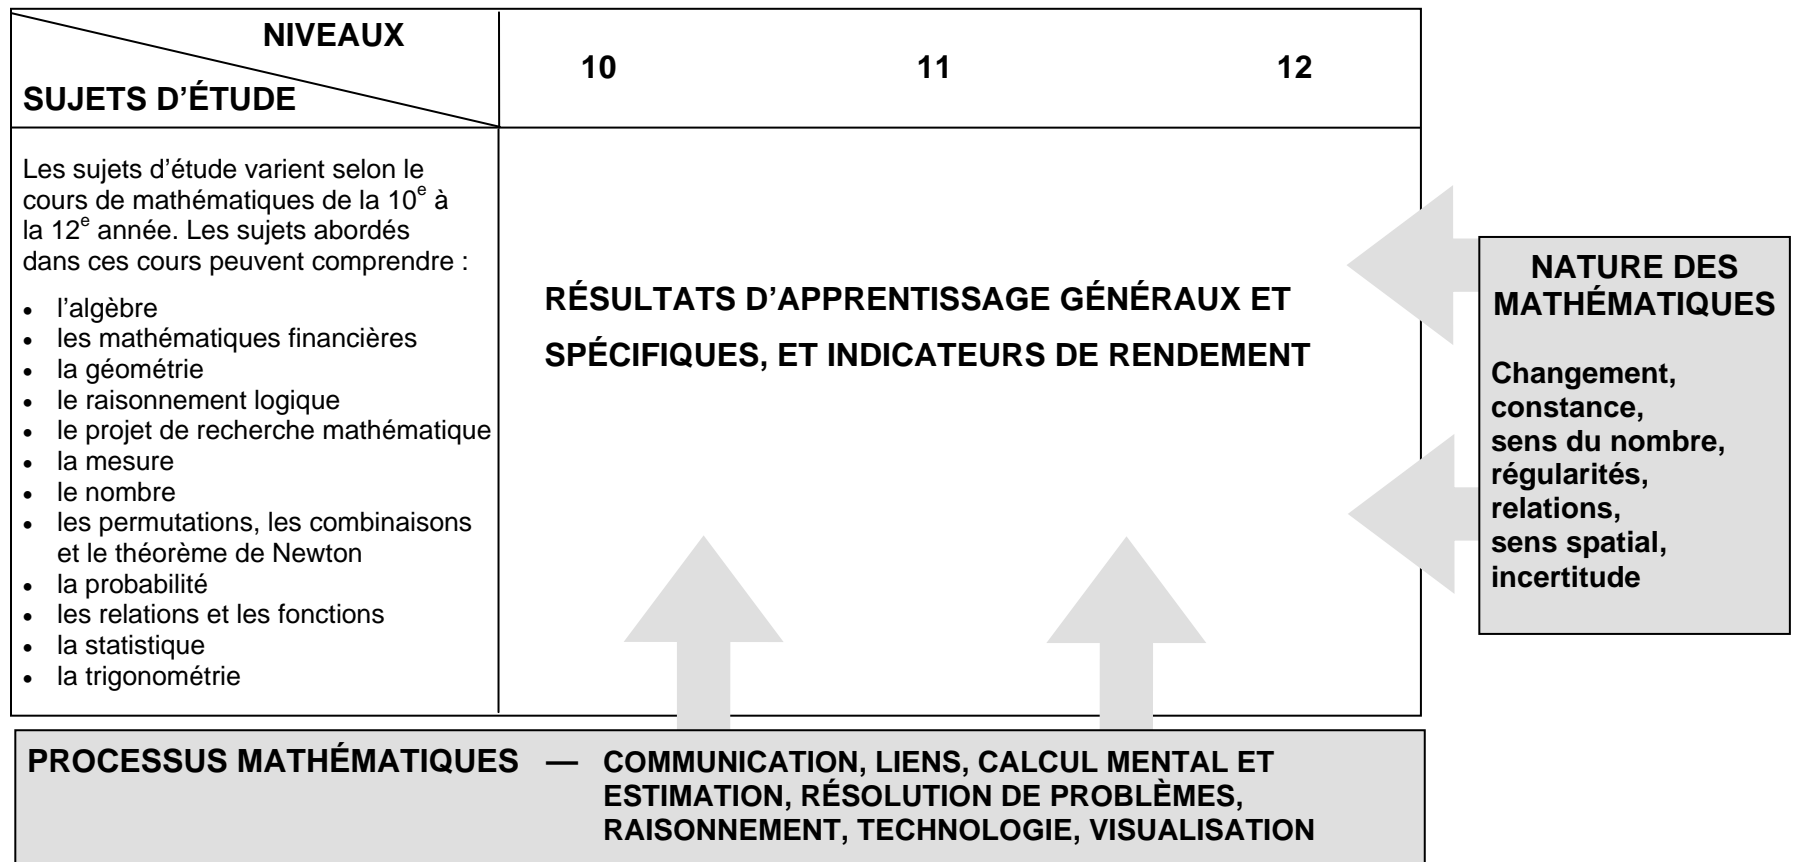 NIVEAUX
SUJETS D'ÉTUDE
10 11 12
Les sujets d'étude varient selon le
cours de mathématiques de la 10e à
la 12e année. Les sujets abordés
dans ces cours peuvent comprendre :
• l'algèbre
• les mathématiques financières
• la géométrie
• le raisonnement logique
• le projet de recherche mathématique
• la mesure
• le nombre
• les permutations, les combinaisons
et le théorème de Newton
• la probabilité
• les relations et les fonctions
• la statistique
• la trigonométrie
RÉSULTATS D'APPRENTISSAGE GÉNÉRAUX ET
SPÉCIFIQUES, ET INDICATEURS DE RENDEMENT
NATURE DES
MATHÉMATIQUES
Changement,
constance,
sens du nombre,
régularités,
relations,
sens spatial,
incertitude
PROCESSUS MATHÉMATIQUES — COMMUNICATION, LIENS, CALCUL MENTAL ET
ESTIMATION, RÉSOLUTION DE PROBLÈMES,
RAISONNEMENT, TECHNOLOGIE, VISUALISATION